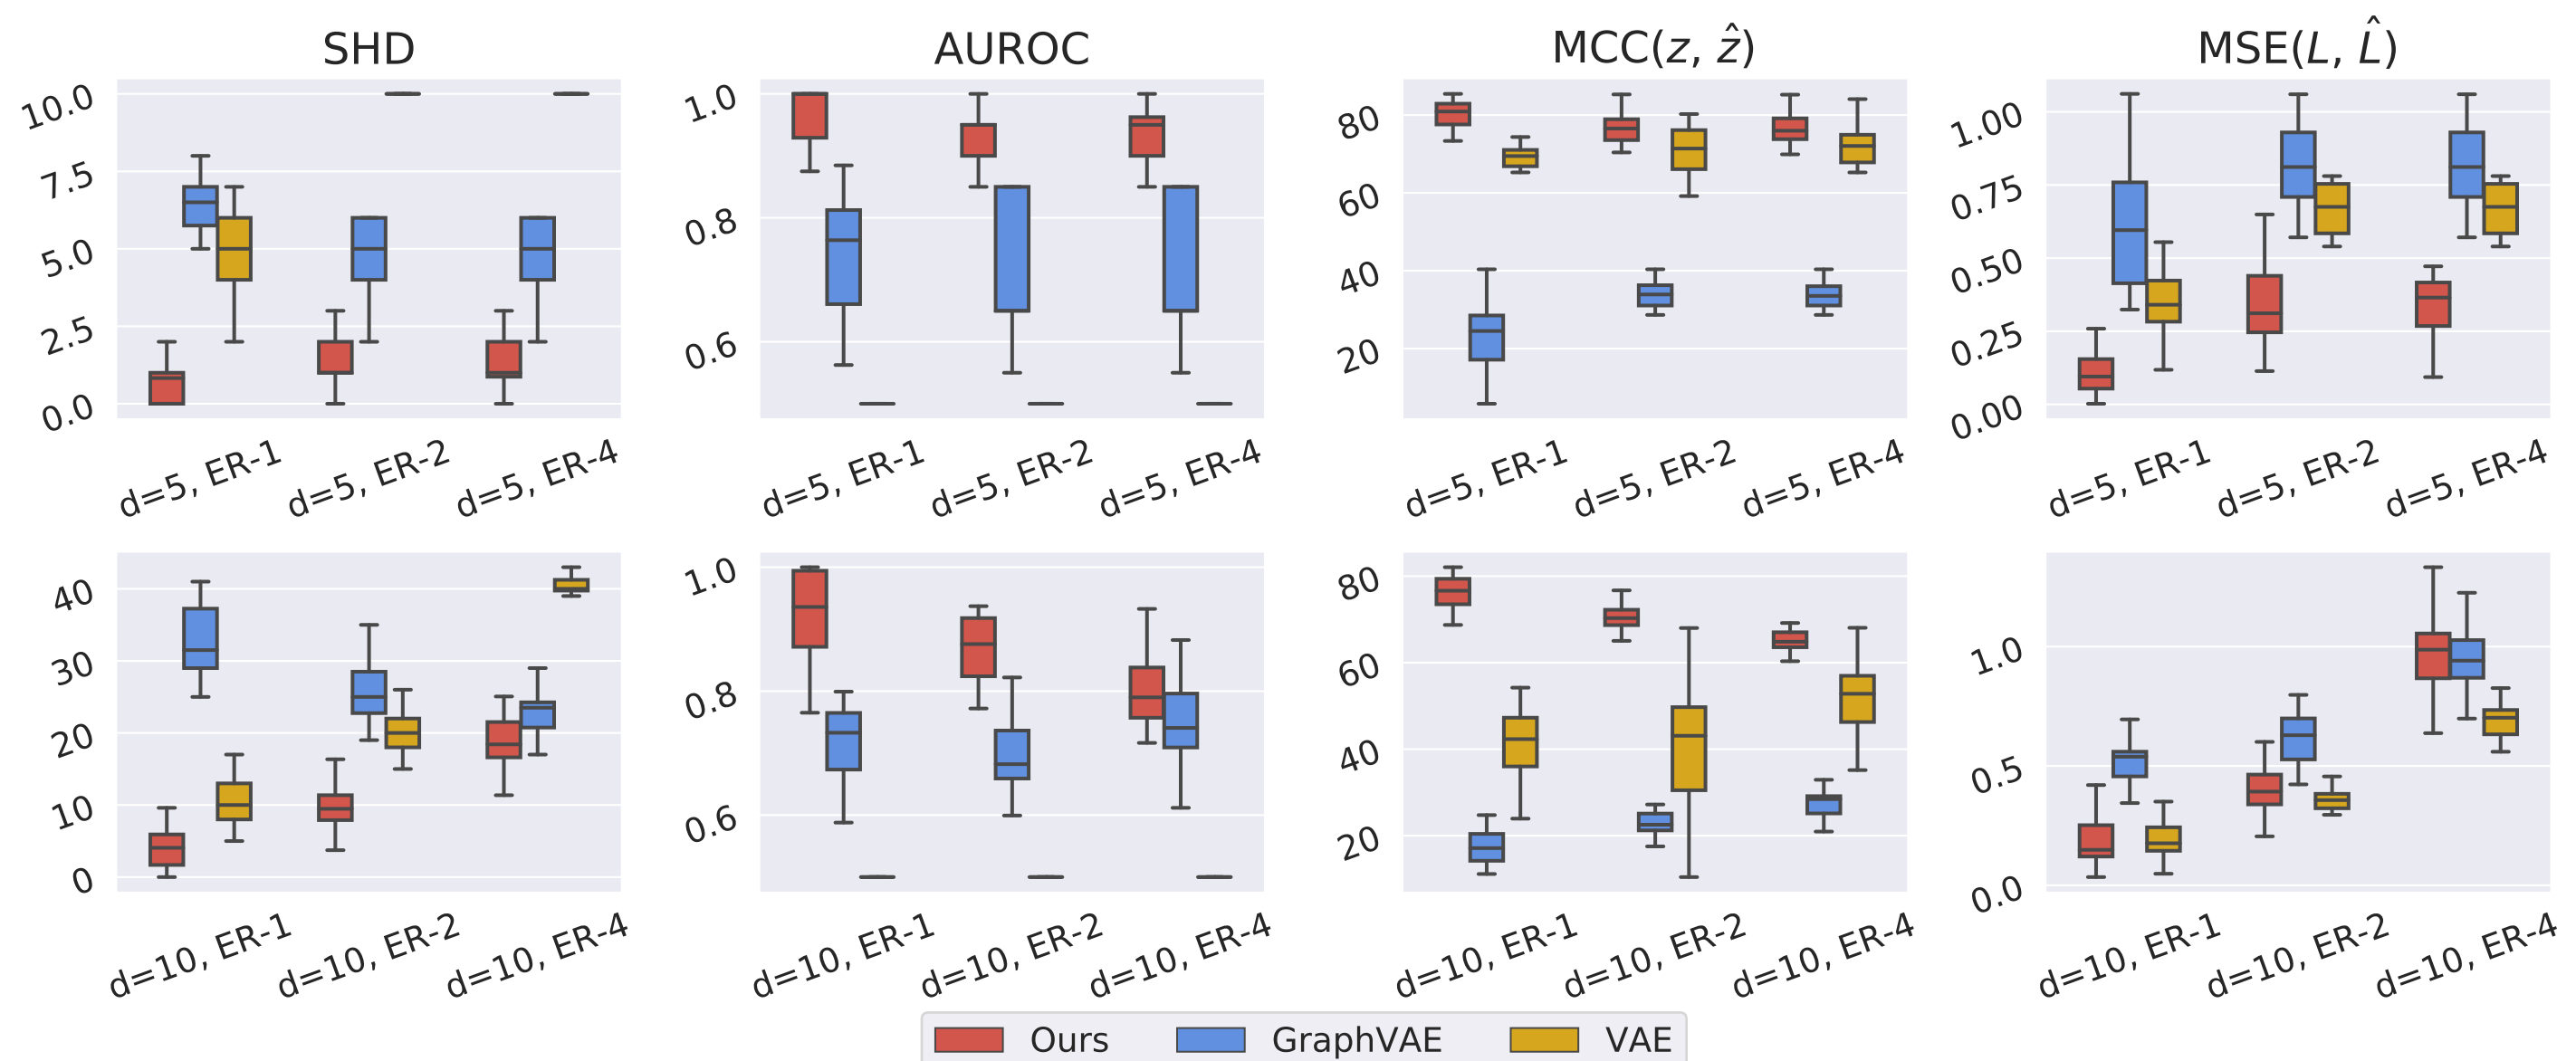 SHD AUROC MCC(z, ẑ) MSE(L, L̂)
10.0 7.5 5.0 2.5 0.0
1.0 0.8 0.6
80 60 40 20
1.00 0.75 0.50 0.25 0.00
d=5, ER-1 d=5, ER-2 d=5, ER-4 d=5, ER-1 d=5, ER-2 d=5, ER-4 d=5, ER-1 d=5, ER-2 d=5, ER-4 d=5, ER-1 d=5, ER-2 d=5, ER-4
40 30 20 10 0
1.0 0.8 0.6
80 60 40 20
1.0 0.5 0.0
d=10, ER-1 d=10, ER-2 d=10, ER-4 d=10, ER-1 d=10, ER-2 d=10, ER-4 d=10, ER-1 d=10, ER-2 d=10, ER-4 d=10, ER-1 d=10, ER-2 d=10, ER-4
Ours GraphVAE VAE